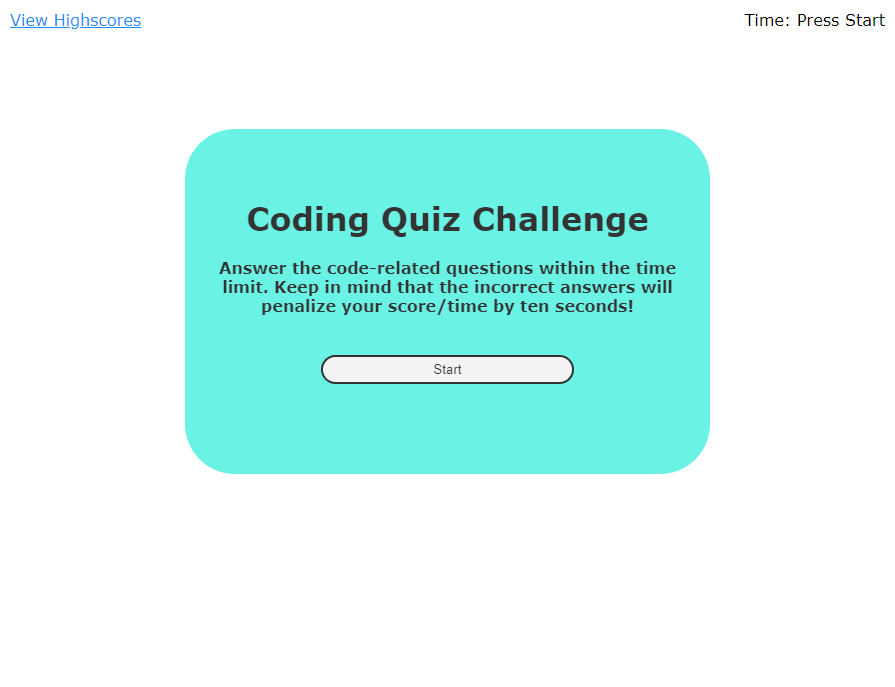 View Highscores
Time: Press Start
Coding Quiz Challenge
Answer the code-related questions within the time
limit. Keep in mind that the incorrect answers will
penalize your score/time by ten seconds!
Start